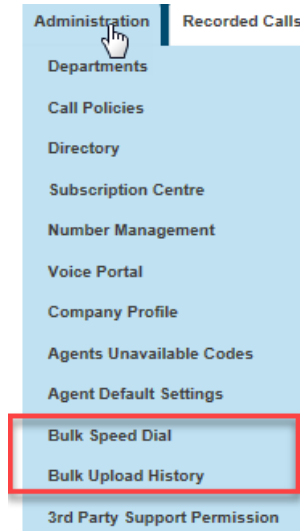 Administration Recorded Calls
Departments
Call Policies
Directory
Subscription Centre
Number Management
Voice Portal
Company Profile
Agents Unavailable Codes
Agent Default Settings
Bulk Speed Dial
Bulk Upload History
3rd Party Support Permission